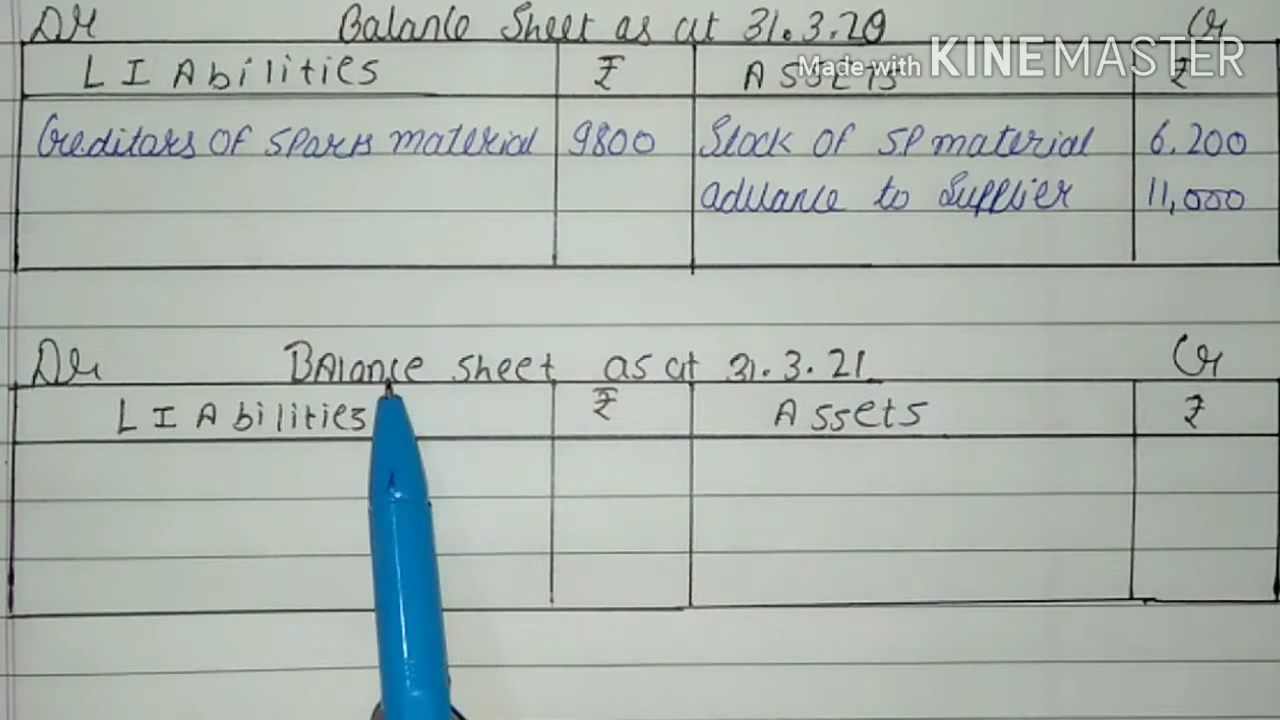 Dr Balance Sheet as at 31.3.20 Cr
Made with KINEMASTER
LIAbilities ₹ Assets ₹
Creditors OF SPorts material 9800 Stock OF SP material 6.200
advance to Supplier 11,000
Dr BAlance sheet as at 31.3.21 Cr
LIAbilities ₹ Assets ₹